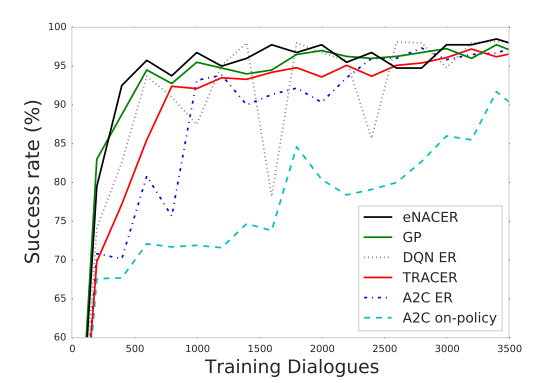 100
95
90
85
80
75
70
65
60
Success rate (%)
eNACER
GP
DQN ER
TRACER
A2C ER
A2C on-policy
0 500 1000 1500 2000 2500 3000 3500
Training Dialogues